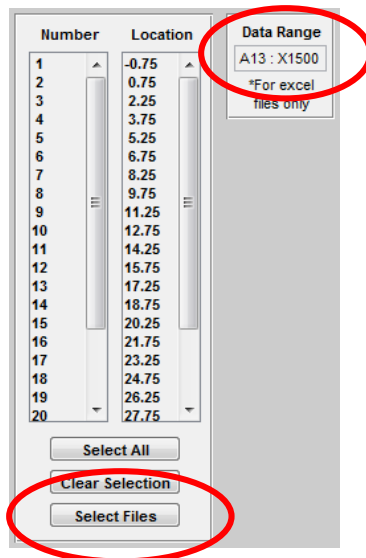 Number Location
1 -0.75
2 0.75
3 2.25
4 3.75
5 5.25
6 6.75
7 8.25
8 9.75
9 11.25
10 12.75
11 14.25
12 15.75
13 17.25
14 18.75
15 20.25
16 21.75
17 23.25
18 24.75
19 26.25
20 27.75
Select All
Clear Selection
Select Files
Data Range
A13 : X1500
*For excel
files only